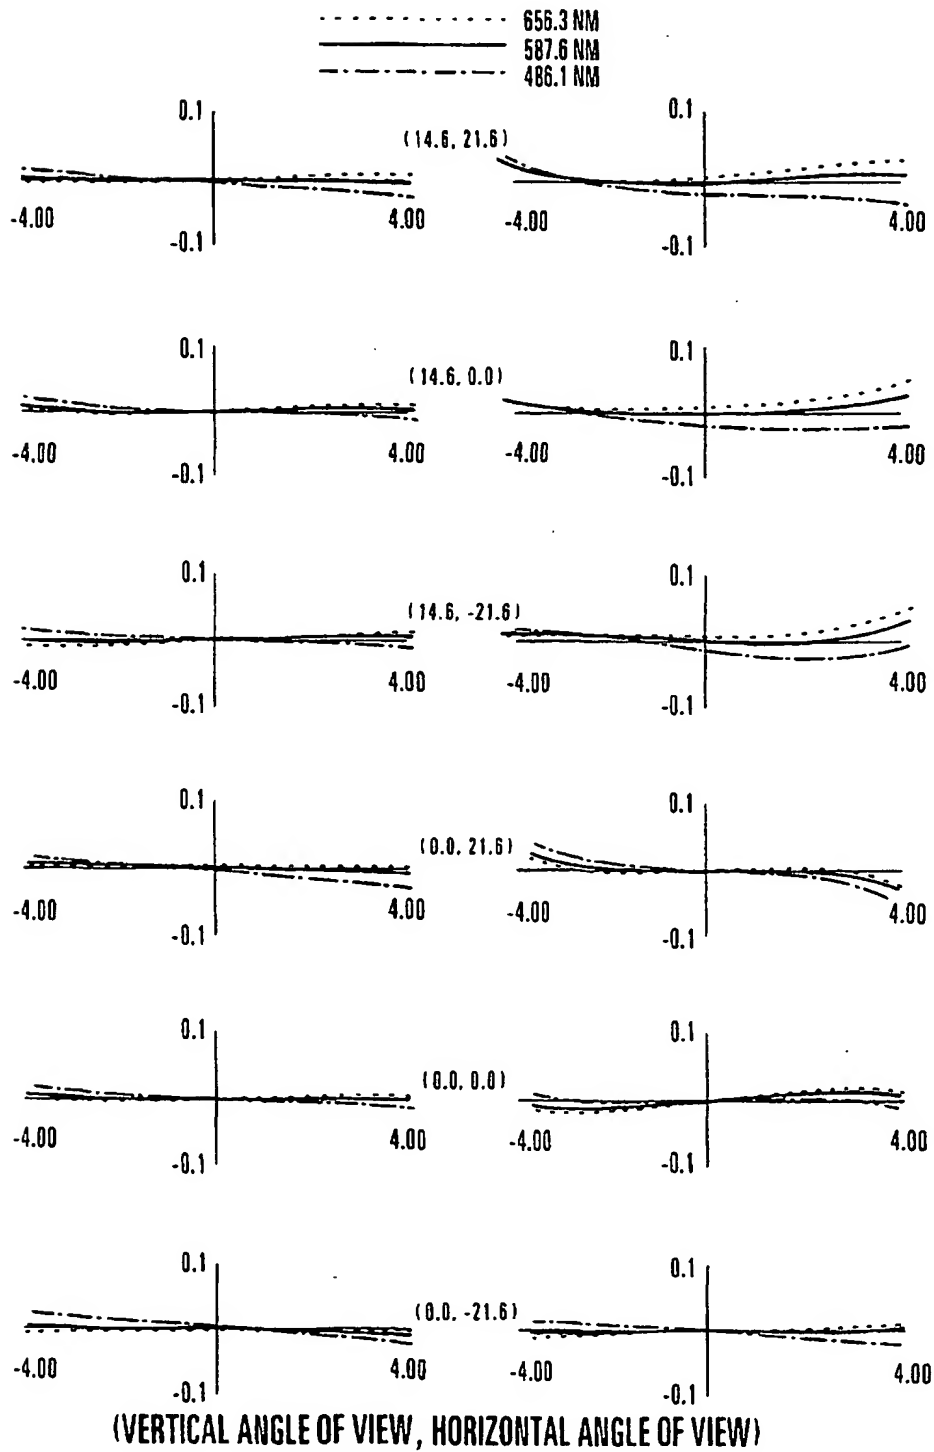 656.3 NM
587.6 NM
486.1 NM
0.1 0.1
(14.6, 21.6)
-4.00 4.00 -4.00 4.00
-0.1 -0.1
0.1 0.1
(14.6, 0.0)
-4.00 4.00 -4.00 4.00
-0.1 -0.1
0.1 0.1
(14.6, -21.6)
-4.00 4.00 -4.00 4.00
-0.1 -0.1
0.1 0.1
(0.0, 21.6)
-4.00 4.00 -4.00 4.00
-0.1 -0.1
0.1 0.1
(0.0, 0.0)
-4.00 4.00 -4.00 4.00
-0.1 -0.1
0.1 0.1
(0.0, -21.6)
-4.00 4.00 -4.00 4.00
-0.1 -0.1
(VERTICAL ANGLE OF VIEW, HORIZONTAL ANGLE OF VIEW)